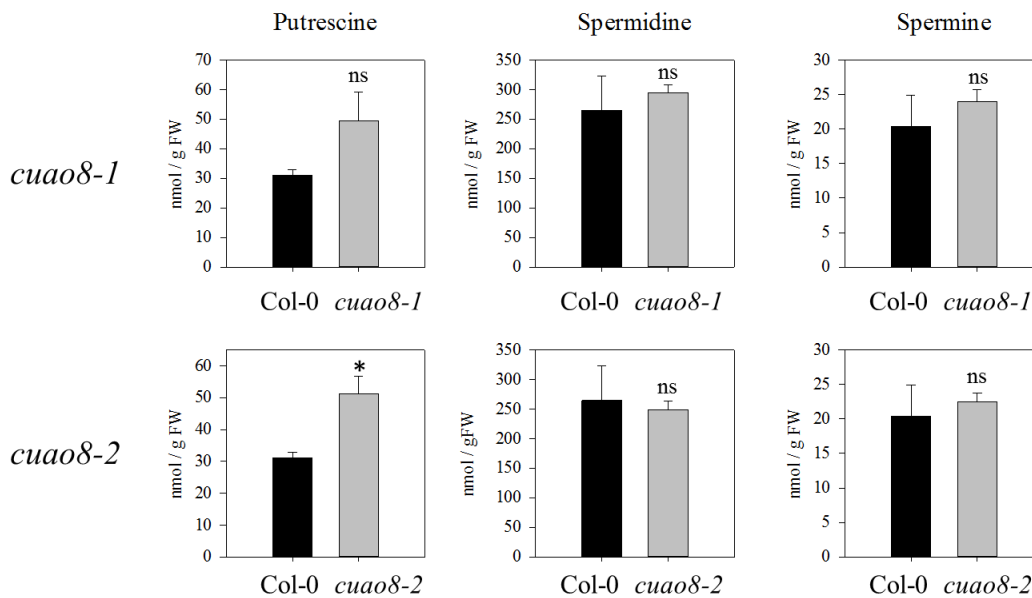 Putrescine Spermidine Spermine
cuao8-1
nmol / g FW
70
60
50
40
30
20
10
0
ns
Col-0 cuao8-1
nmol / g FW
350
300
250
200
150
100
50
0
ns
Col-0 cuao8-1
nmol / g FW
30
25
20
15
10
5
0
ns
Col-0 cuao8-1
cuao8-2
nmol / g FW
60
50
40
30
20
10
0
*
Col-0 cuao8-2
nmol / gFW
350
300
250
200
150
100
50
0
ns
Col-0 cuao8-2
nmol / g FW
30
25
20
15
10
5
0
ns
Col-0 cuao8-2